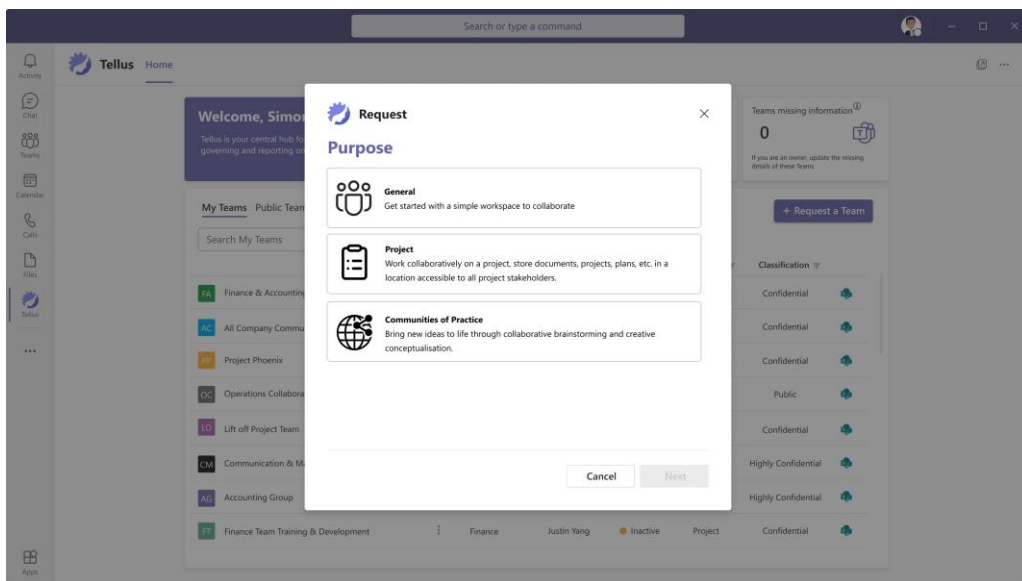 Search or type a command
Activity
Chat
Teams
Calendar
Calls
Files
Tellus
Apps
Tellus Home
Welcome, Simo
Tellus is your central hub fo
governing and reporting on
My Teams Public Tean
Search My Teams
Request
Purpose
General
Get started with a simple workspace to collaborate
Project
Work collaboratively on a project, store documents, projects, plans, etc. in a
location accessible to all project stakeholders.
Communities of Practice
Bring new ideas to life through collaborative brainstorming and creative
conceptualisation.
Cancel Next
Teams missing information
0
If you are an owner, update the missing
details of these Teams
+ Request a Team
Classification
FA Finance & Accounting Confidential
AC All Company Commu Confidential
PP Project Phoenix Confidential
OC Operations Collabora Public
LO Lift off Project Team Confidential
CM Communication & Ma Highly Confidential
AG Accounting Group Highly Confidential
FT Finance Team Training & Development Finance Justin Yang Inactive Project Confidential